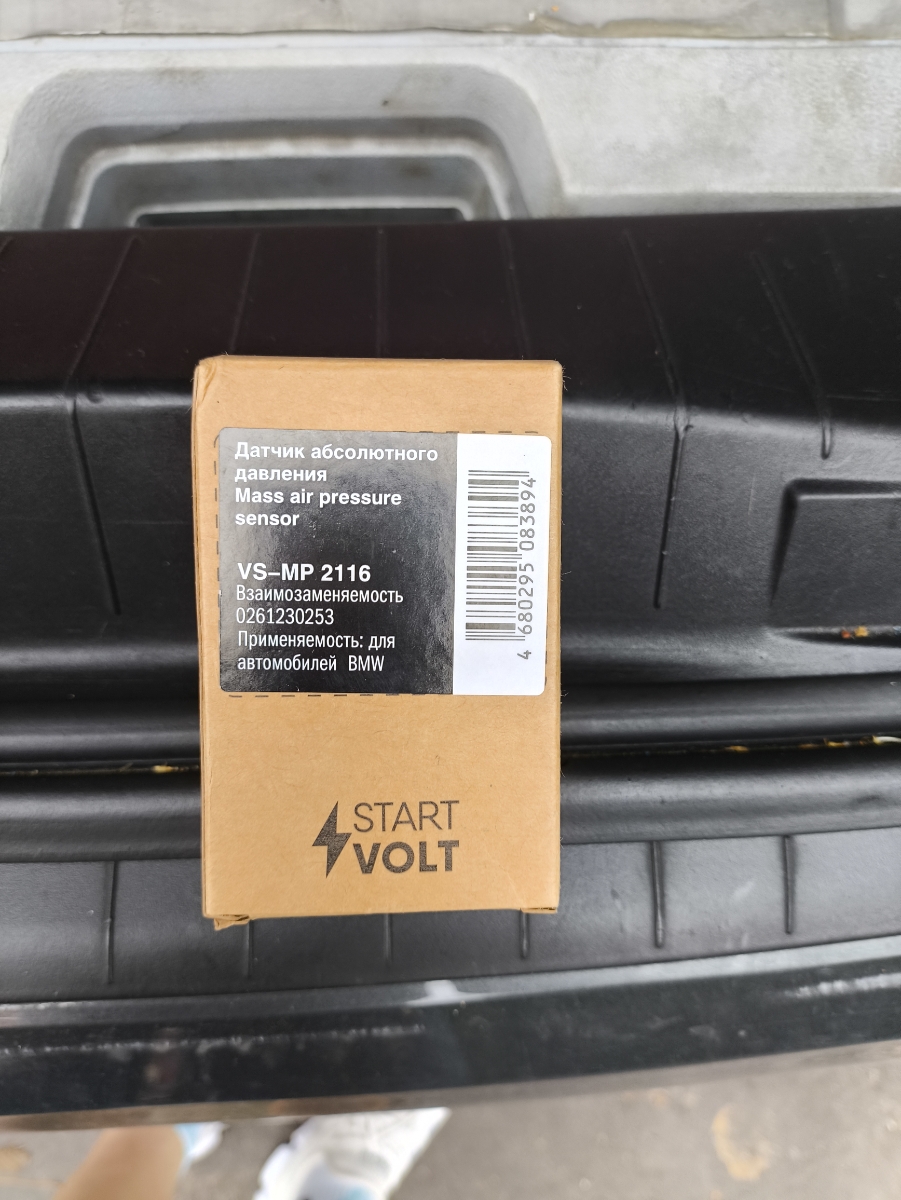 Датчик абсолютного
давления
Mass air pressure
sensor
VS–MP 2116
Взаимозаменяемость
0261230253
Применяемость: для
автомобилей BMW
4 680295 083894
START
VOLT